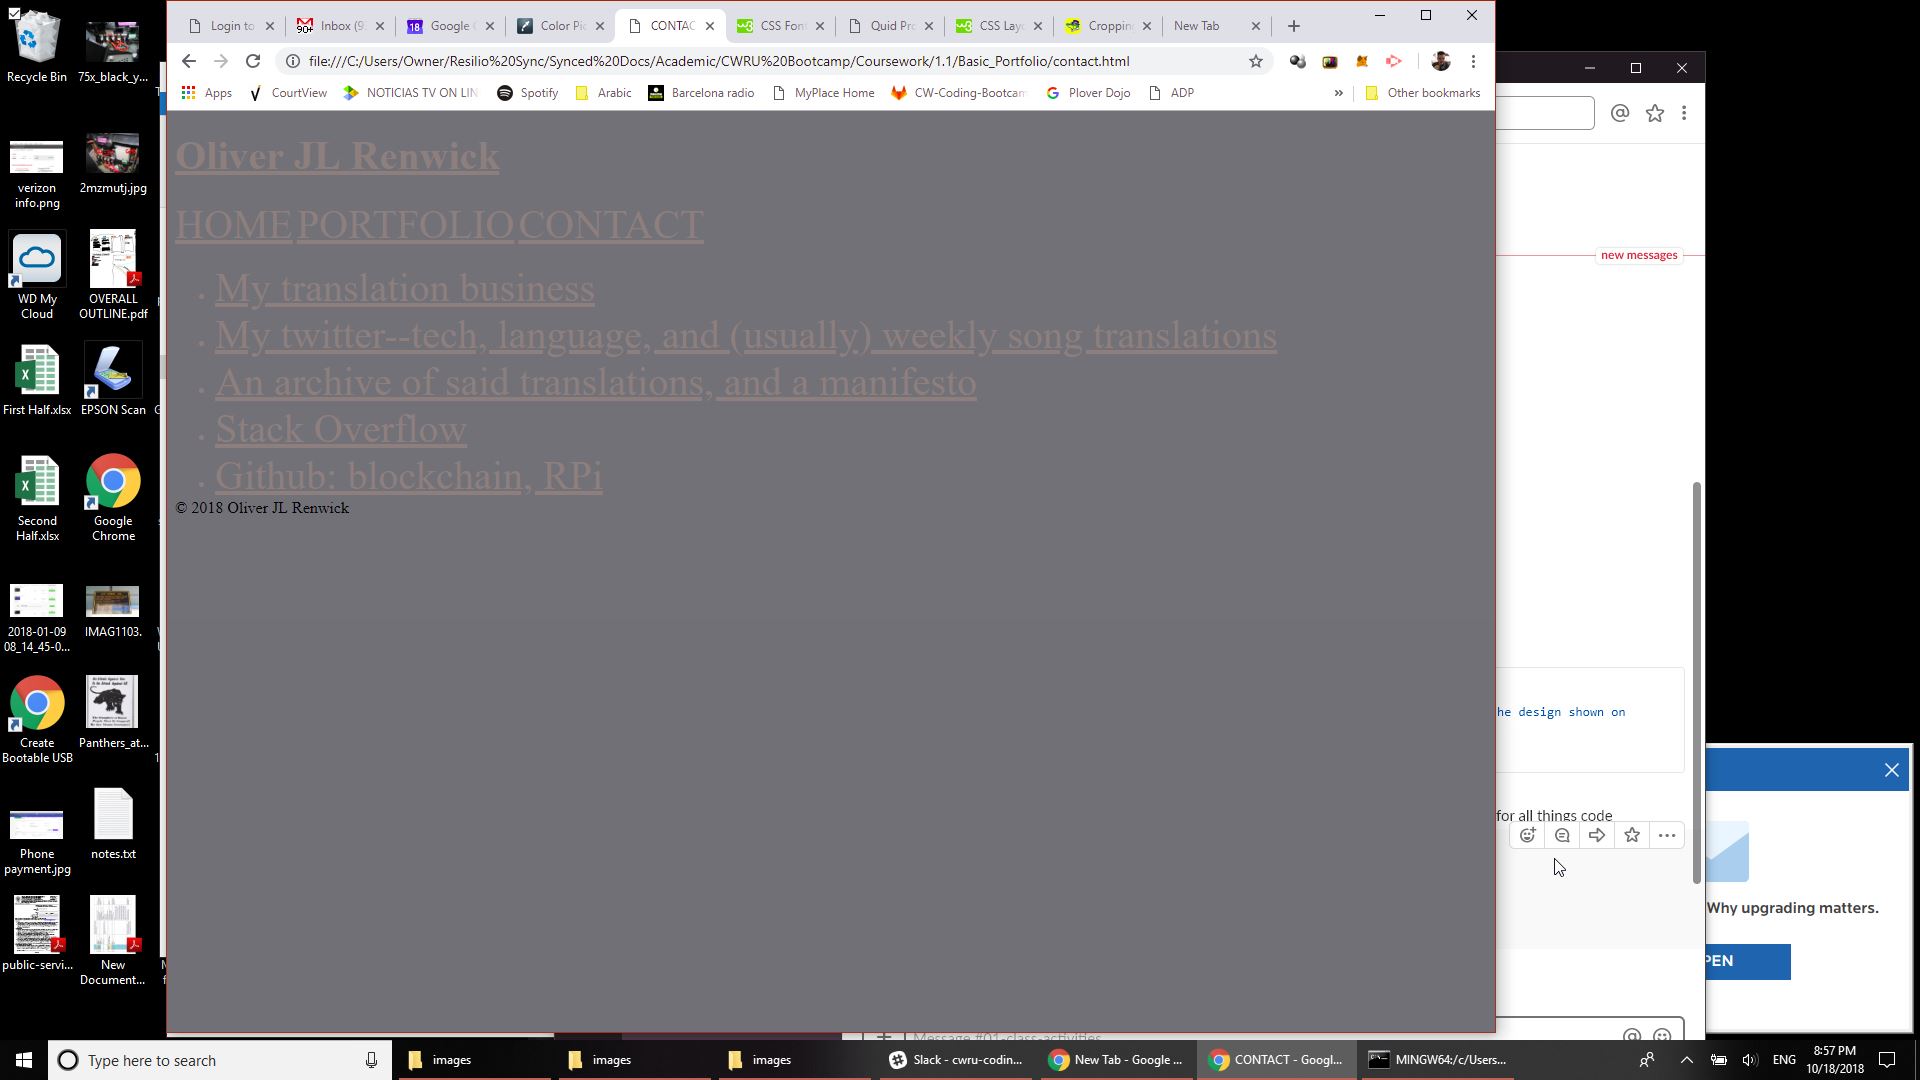 Login to
Inbox (9
Google C
Color Pic
CONTAC
CSS Font
Quid Pro
CSS Layo
Cropping
New Tab
file:///C:/Users/Owner/Resilio%20Sync/Synced%20Docs/Academic/CWRU%20Bootcamp/Coursework/1.1/Basic_Portfolio/contact.html
Apps
CourtView
NOTICIAS TV ON LIN
Spotify
Arabic
Barcelona radio
MyPlace Home
CW-Coding-Bootcam
Plover Dojo
ADP
»
Other bookmarks
Oliver JL Renwick
HOME PORTFOLIO CONTACT
My translation business
My twitter--tech, language, and (usually) weekly song translations
An archive of said translations, and a manifesto
Stack Overflow
Github: blockchain, RPi
© 2018 Oliver JL Renwick
new messages
he design shown on
for all things code
Message #01-class-activities
Why upgrading matters.
PEN
Recycle Bin
75x_black_y...
verizon
info.png
2mzmutj.jpg
WD My
Cloud
OVERALL
OUTLINE.pdf
First Half.xlsx
EPSON Scan
Second
Half.xlsx
Google
Chrome
2018-01-09
08_14_45-0...
IMAG1103.
Create
Bootable USB
Panthers_at...
Phone
payment.jpg
notes.txt
public-servi...
New
Document...
Type here to search
images
images
images
Slack - cwru-codin...
New Tab - Google ...
CONTACT - Googl...
MINGW64:/c/Users...
ENG
8:57 PM
10/18/2018